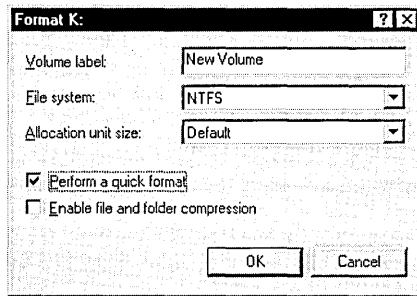 Format K:
Volume label: New Volume
File system: NTFS
Allocation unit size: Default
Perform a quick format
Enable file and folder compression
OK Cancel